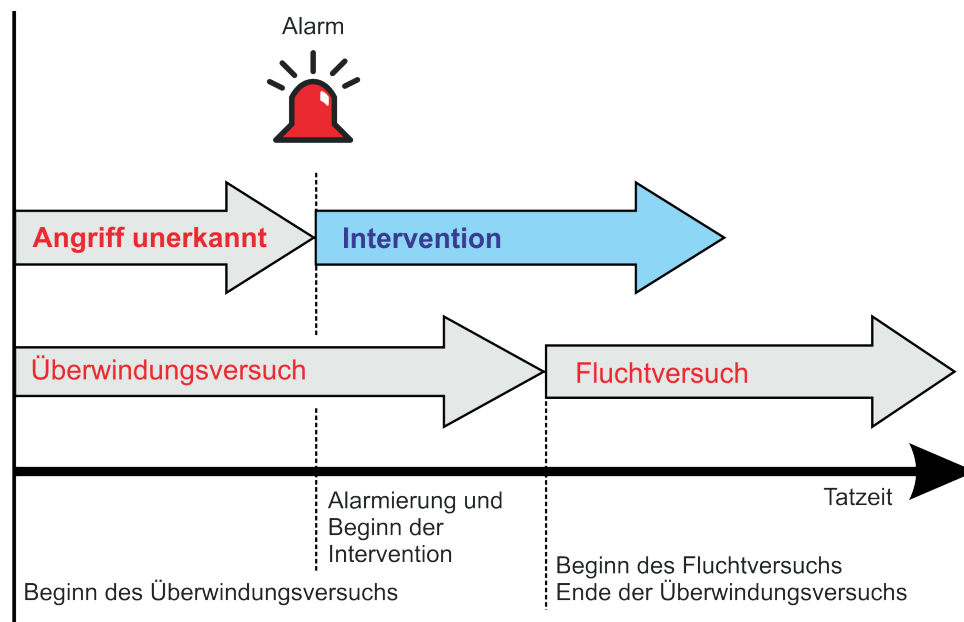 Alarm
Angriff unerkannt
Intervention
Überwindungsversuch
Fluchtversuch
Tatzeit
Alarmierung und
Beginn der
Intervention
Beginn des Fluchtversuchs
Beginn des Überwindungsversuchs
Ende der Überwindungsversuchs